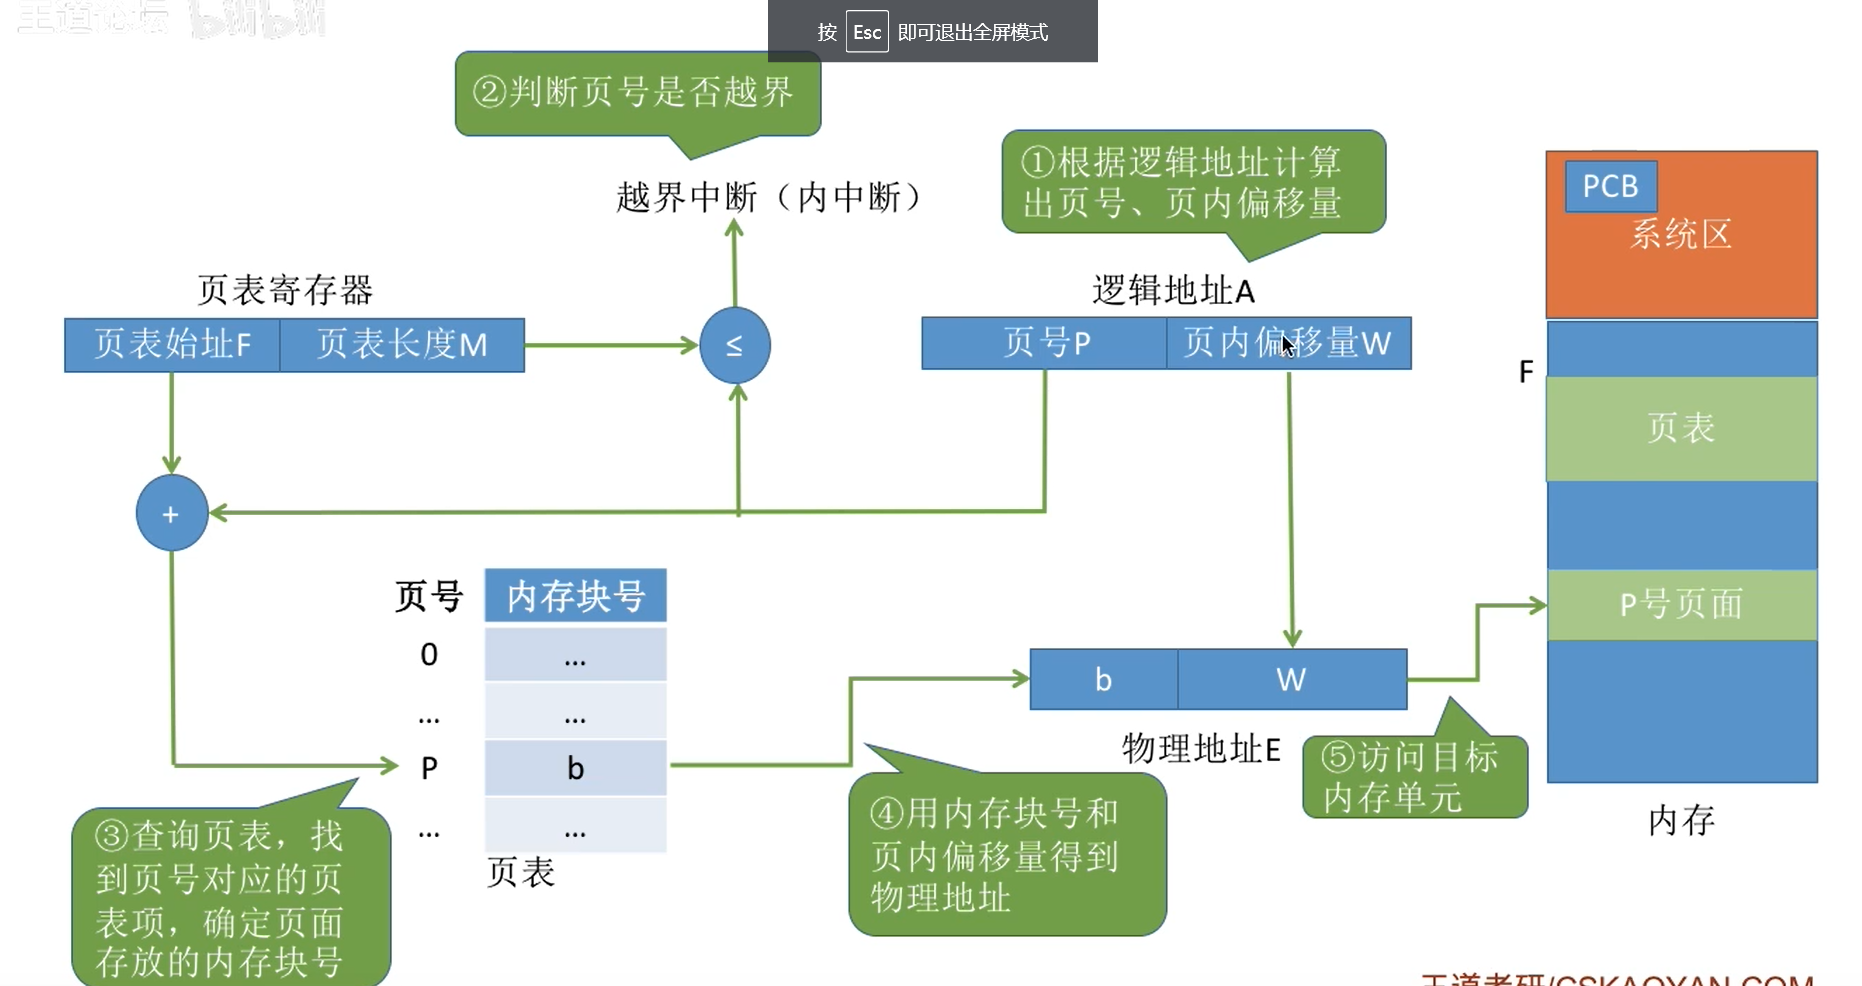 王道论坛 bilibili
按 Esc 即可退出全屏模式
②判断页号是否越界
越界中断（内中断）
①根据逻辑地址计算
出页号、页内偏移量
PCB
系统区
页表寄存器
页表始址F 页表长度M
≤
逻辑地址A
页号P 页内偏移量W
F
页表
+
页号 内存块号
0 ...
... ...
P b
... ...
页表
b W
物理地址E
P号页面
内存
③查询页表，找
到页号对应的页
表项，确定页面
存放的内存块号
④用内存块号和
页内偏移量得到
物理地址
⑤访问目标
内存单元
王道考研/CSKAOYAN.COM